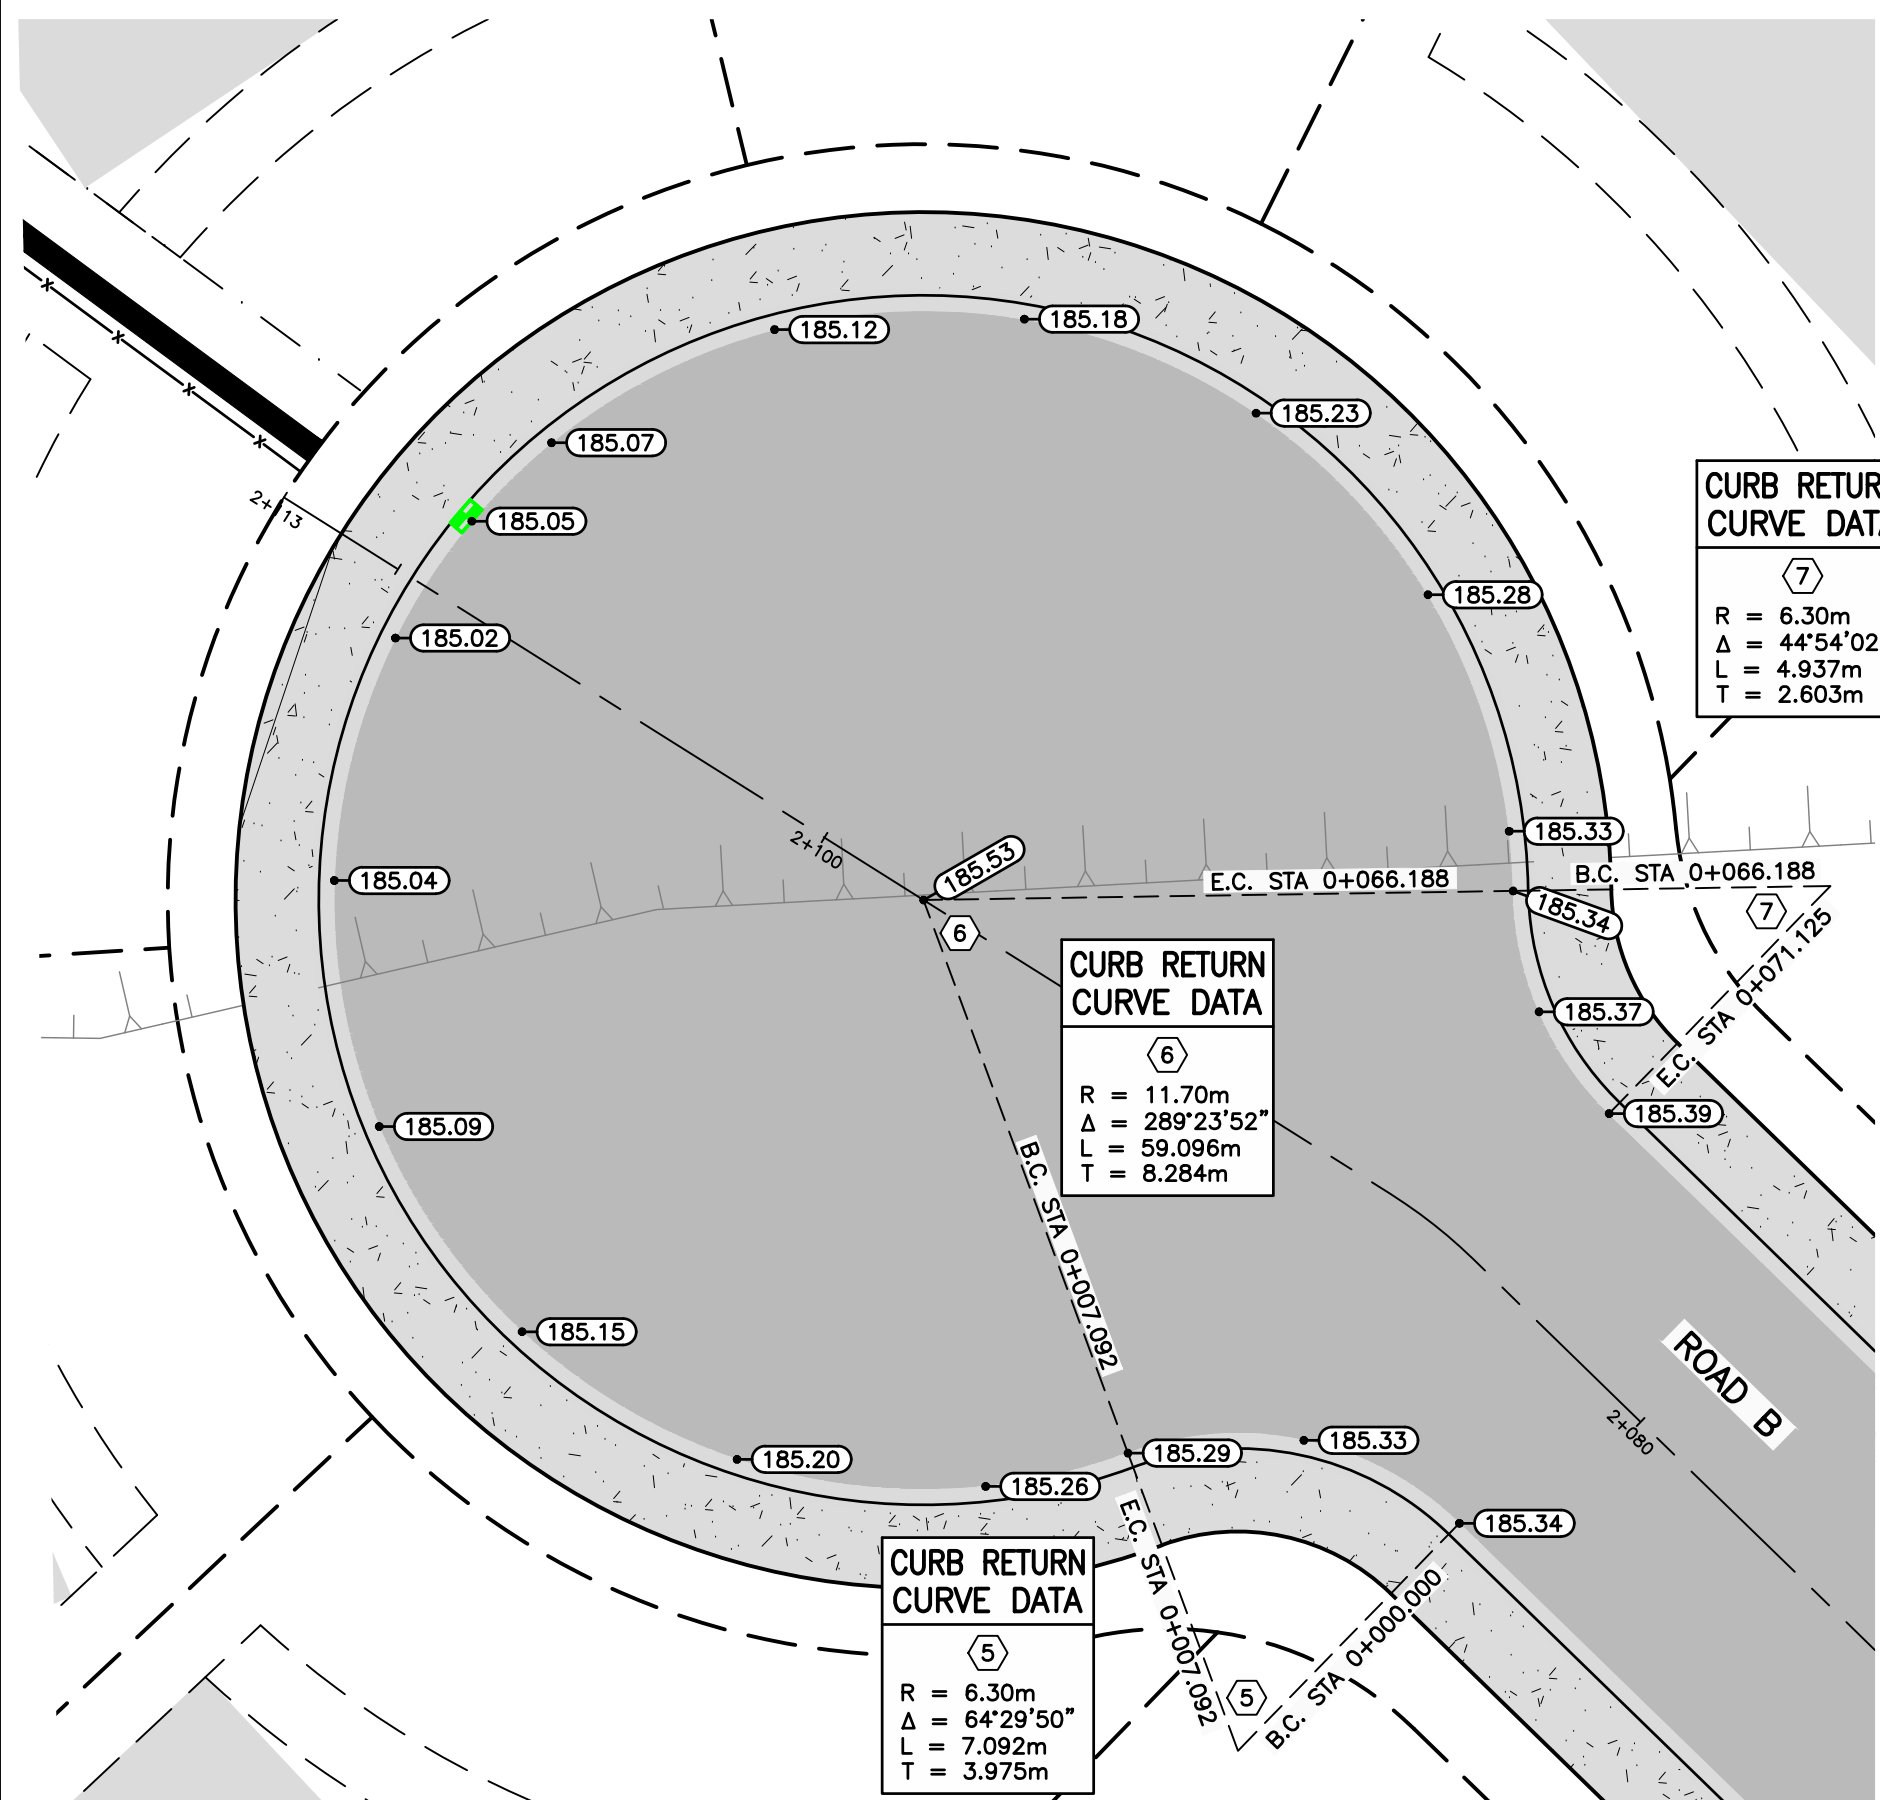 185.12
185.18
185.23
185.07
185.05
2+113
185.28
185.02
CURB RETUR
CURVE DAT
7
R = 6.30m
Δ = 44°54'02
L = 4.937m
T = 2.603m
185.33
2+100
185.53
185.04
E.C. STA 0+066.188
B.C. STA 0+066.188
185.34
7
6
E.C. STA 0+071.125
CURB RETURN
CURVE DATA
6
R = 11.70m
Δ = 289°23'52"
L = 59.096m
T = 8.284m
185.37
185.39
185.09
B.C. STA 0+007.092
185.15
ROAD B
2+080
185.20
185.26
185.29
185.33
185.34
E.C. STA 0+007.092
B.C. STA 0+000.000
5
CURB RETURN
CURVE DATA
5
R = 6.30m
Δ = 64°29'50"
L = 7.092m
T = 3.975m